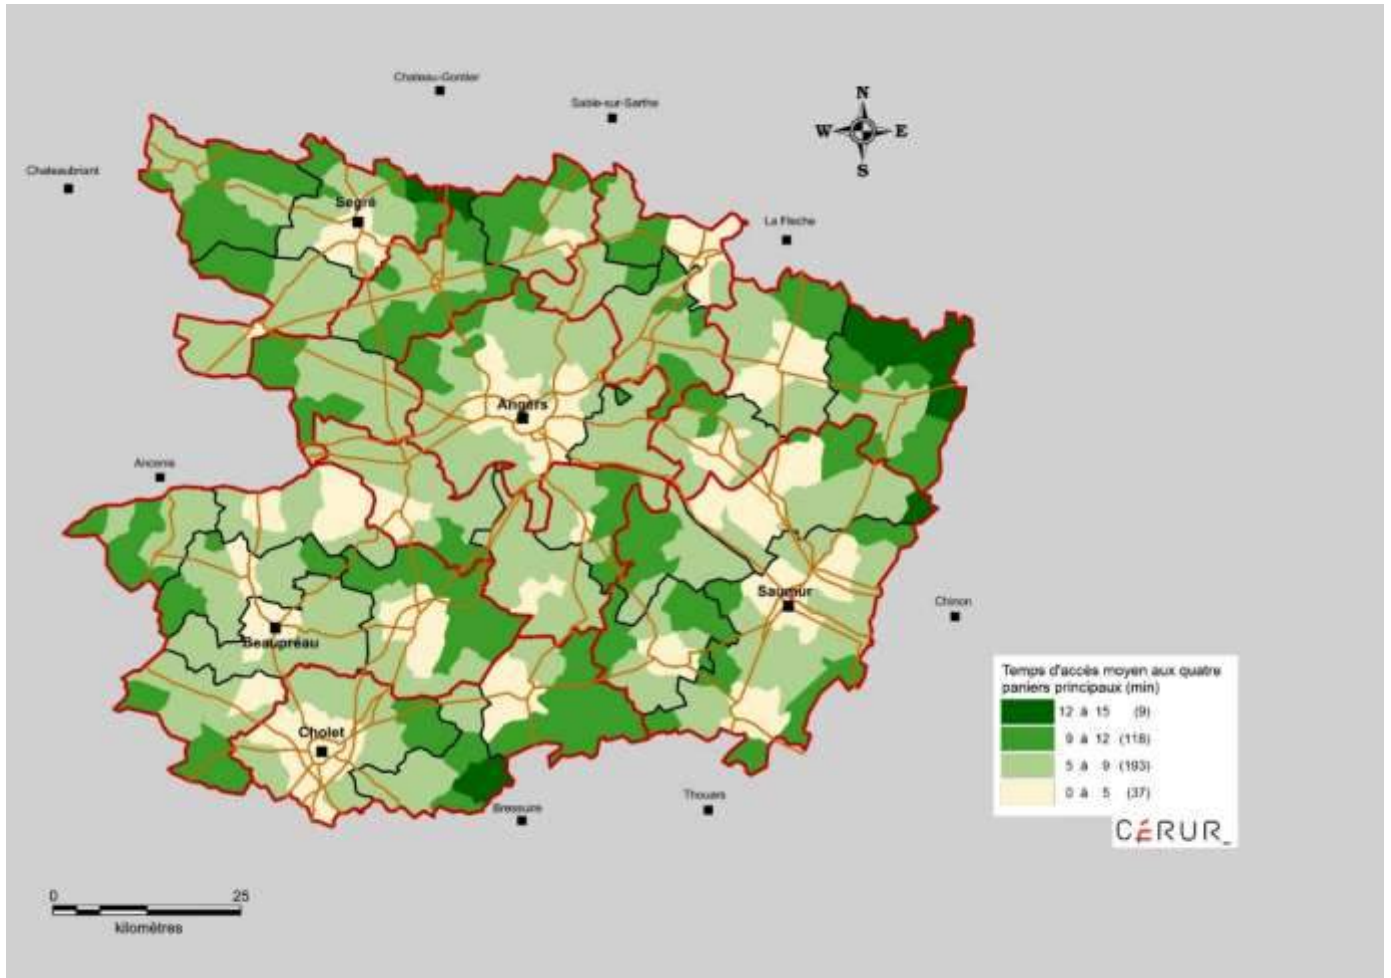 Chateau-Gontier
Sable-sur-Sarthe
N
W E
S
Chateaubriant
Segré
La Fleche
Angers
Ancenis
Saumur
Chinon
Beaupréau
Cholet
Thouars
Bressuire
Temps d'accès moyen aux quatre
paniers principaux (min)
12 à 15 (9)
9 à 12 (118)
5 à 9 (193)
0 à 5 (37)
CÉRUR_
0 25
kilomètres